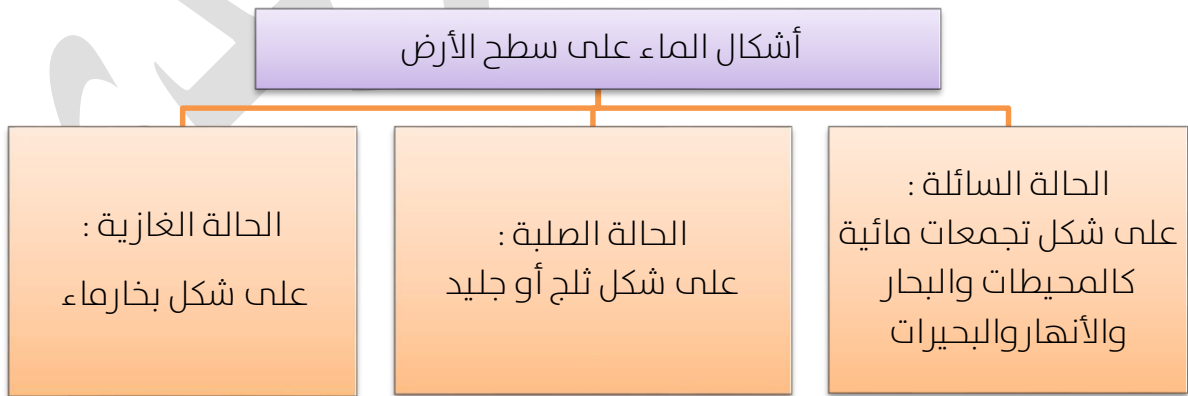 أشكال الماء على سطح الأرض
الحالة السائلة :
على شكل تجمعات مائية
كالمحيطات والبحار
والأنهاروالبحيرات
الحالة الصلبة :
على شكل ثلج أو جليد
الحالة الغازية :
على شكل بخارماء